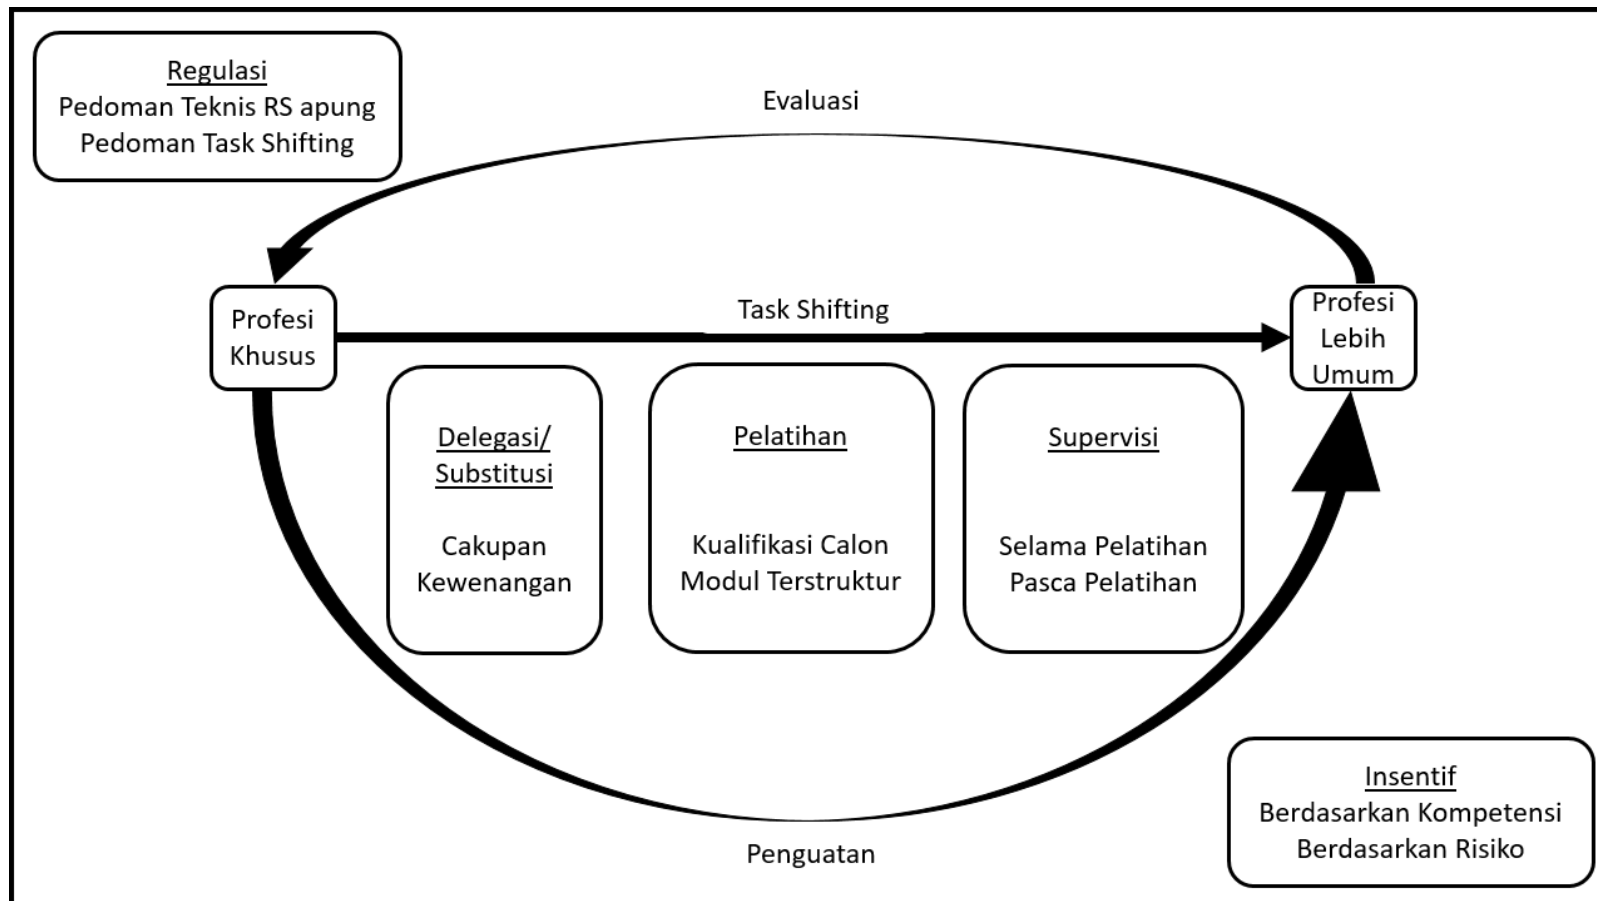 Regulasi
Pedoman Teknis RS apung
Pedoman Task Shifting
Evaluasi
Profesi
Khusus
Task Shifting
Profesi
Lebih
Umum
Delegasi/
Substitusi
Cakupan
Kewenangan
Pelatihan
Kualifikasi Calon
Modul Terstruktur
Supervisi
Selama Pelatihan
Pasca Pelatihan
Penguatan
Insentif
Berdasarkan Kompetensi
Berdasarkan Risiko